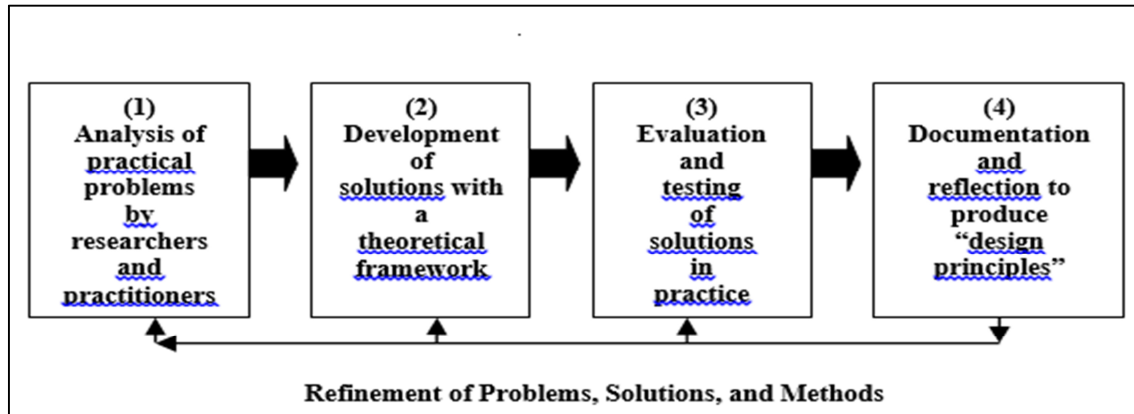 (1)
Analysis of
practical
problems
by
researchers
and
practitioners
(2)
Development
of
solutions with
a
theoretical
framework
(3)
Evaluation
and
testing
of
solutions
in
practice
(4)
Documentation
and
reflection to
produce
“design
principles”
Refinement of Problems, Solutions, and Methods